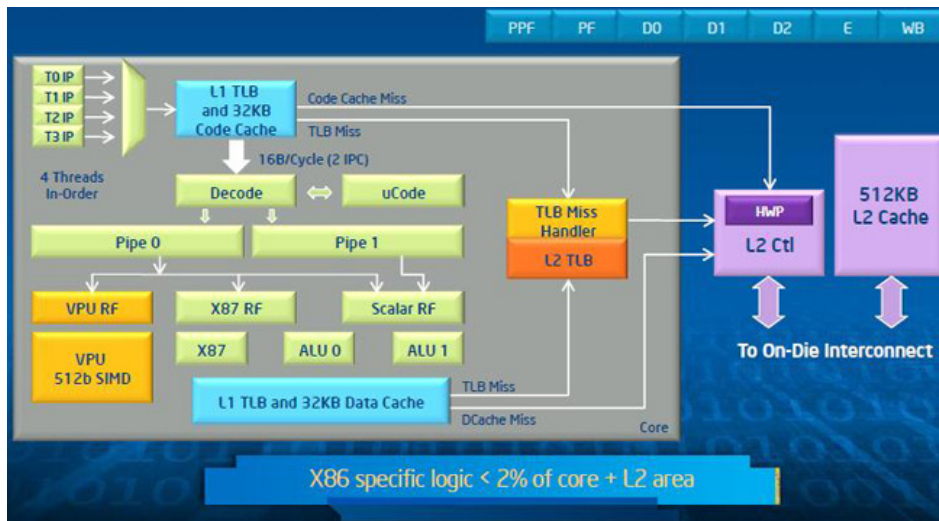 PPF PF D0 D1 D2 E WB
T0 IP
T1 IP
T2 IP
T3 IP
4 Threads
In-Order
L1 TLB
and 32KB
Code Cache
Code Cache Miss
TLB Miss
16B/Cycle (2 IPC)
Decode
uCode
Pipe 0
Pipe 1
VPU RF
X87 RF
Scalar RF
VPU
512b SIMD
X87
ALU 0
ALU 1
L1 TLB and 32KB Data Cache
TLB Miss
DCache Miss
Core
TLB Miss
Handler
L2 TLB
HWP
L2 Ctl
512KB
L2 Cache
To On-Die Interconnect
X86 specific logic < 2% of core + L2 area